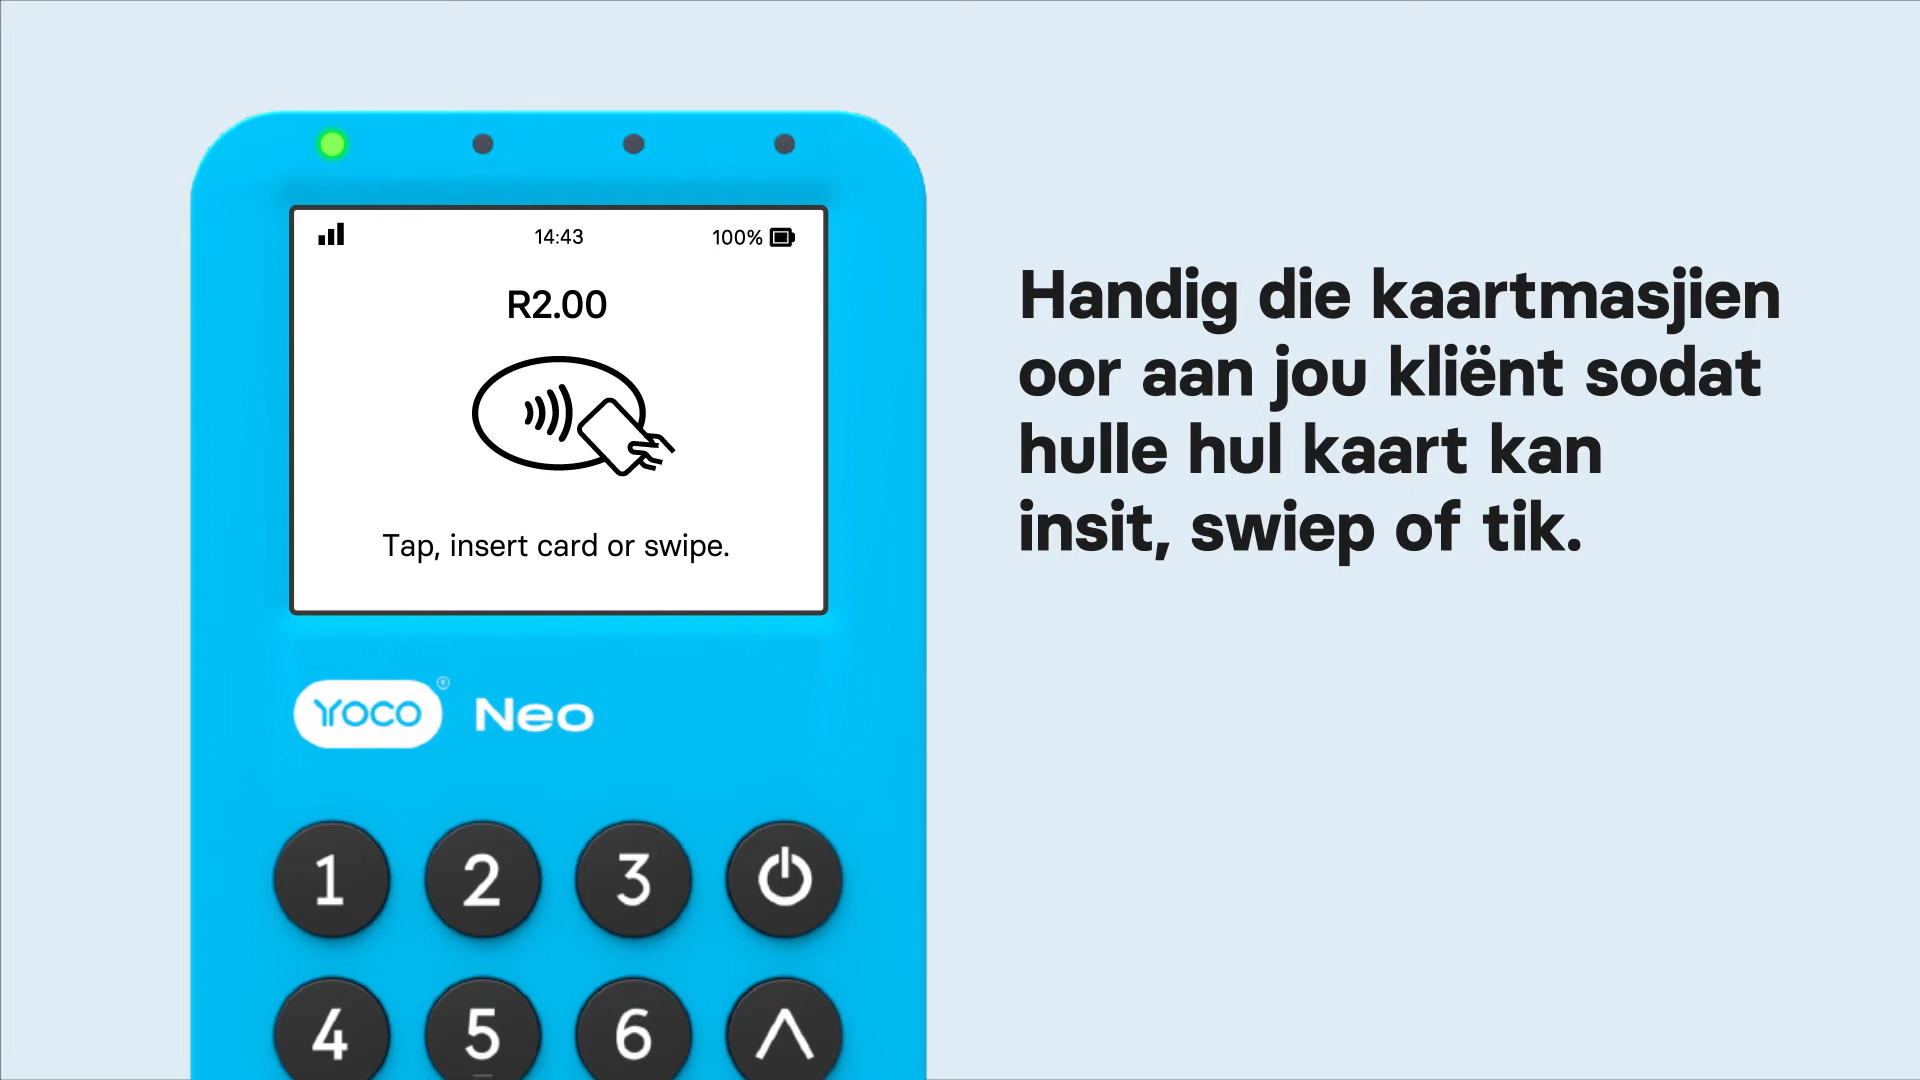 14:43
100%
R2.00
Tap, insert card or swipe.
YOCO
Neo
1 2 3
4 5 6
Handig die kaartmasjien
oor aan jou kliënt sodat
hulle hul kaart kan
insit, swiep of tik.